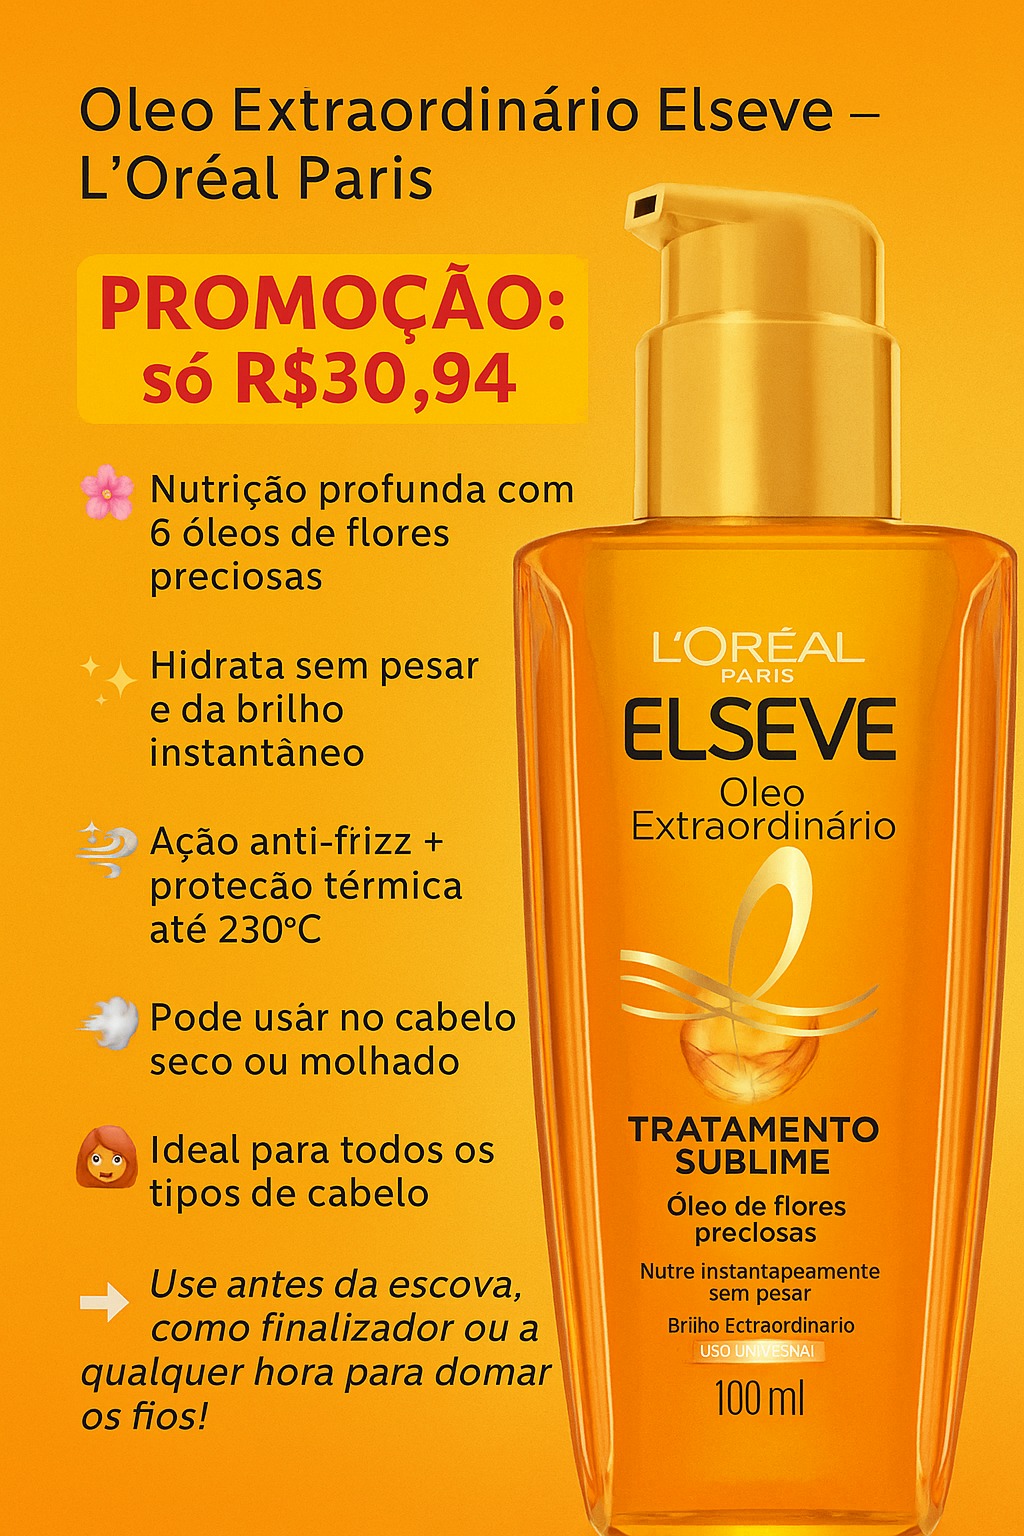 Oleo Extraordinário Elseve –
L’Oréal Paris
PROMOÇÃO:
só R$30,94
Nutrição profunda com
6 óleos de flores
preciosas
Hidrata sem pesar
e da brilho
instantâneo
Ação anti-frizz +
protecão térmica
até 230°C
Pode usár no cabelo
seco ou molhado
Ideal para todos os
tipos de cabelo
Use antes da escova,
como finalizador ou a
qualquer hora para domar
os fios!
L‘ORÉAL
PARIS
ELSEVE
Oleo
Extraordinário
TRATAMENTO
SUBLIME
Óleo de flores
preclosas
Nutre instantapeamente
sem pesar
Briiho Ectraordinario
USO UNIVESNAI
100 ml